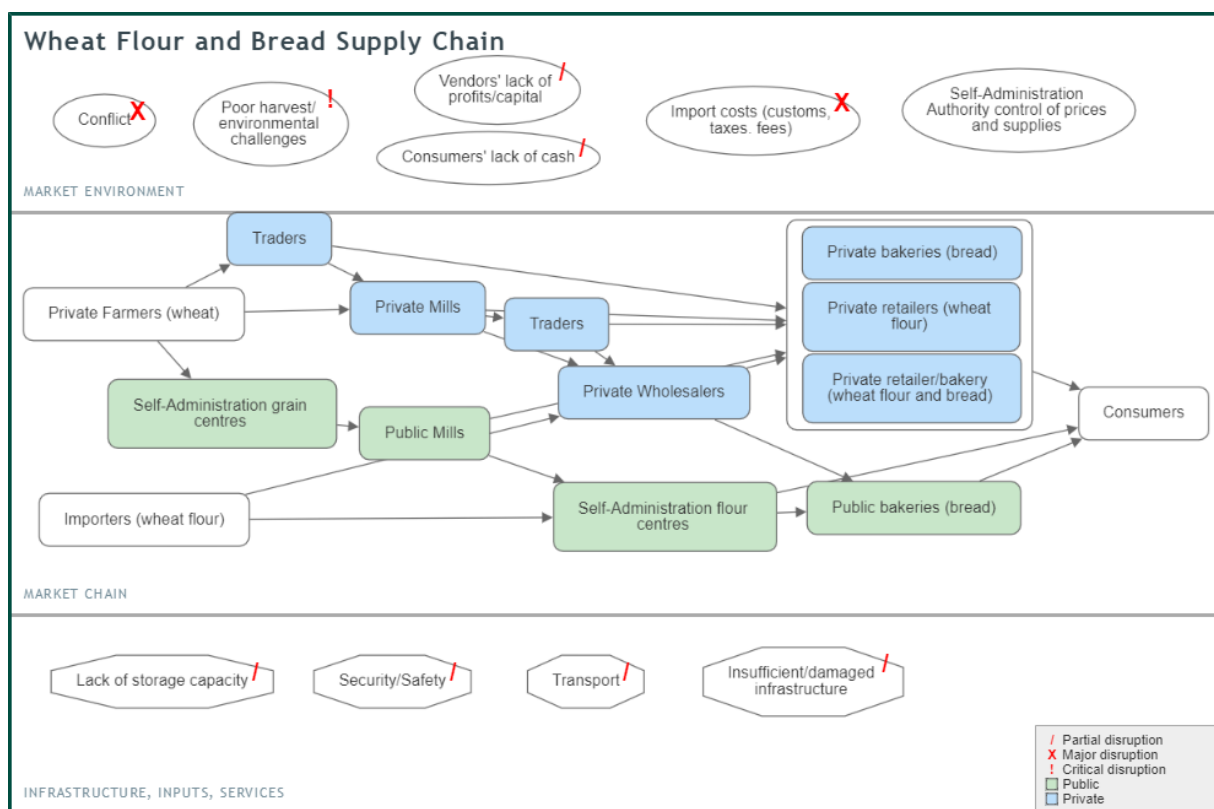 Wheat Flour and Bread Supply Chain
Conflict X
Poor harvest/ !
environmental
challenges
Vendors' lack of /
profits/capital
Consumers' lack of cash /
Import costs (customs, X
taxes. fees)
Self-Administration
Authority control of prices
and supplies
MARKET ENVIRONMENT
Traders
Private Farmers (wheat)
Private Mills
Traders
Private bakeries (bread)
Private retailers (wheat
flour)
Private retailer/bakery
(wheat flour and bread)
Private Wholesalers
Consumers
Self-Administration grain
centres
Public Mills
Importers (wheat flour)
Self-Administration flour
centres
Public bakeries (bread)
MARKET CHAIN
Lack of storage capacity /
Security/Safety /
Transport /
Insufficient/damaged /
infrastructure
INFRASTRUCTURE, INPUTS, SERVICES
/ Partial disruption
X Major disruption
! Critical disruption
Public
Private